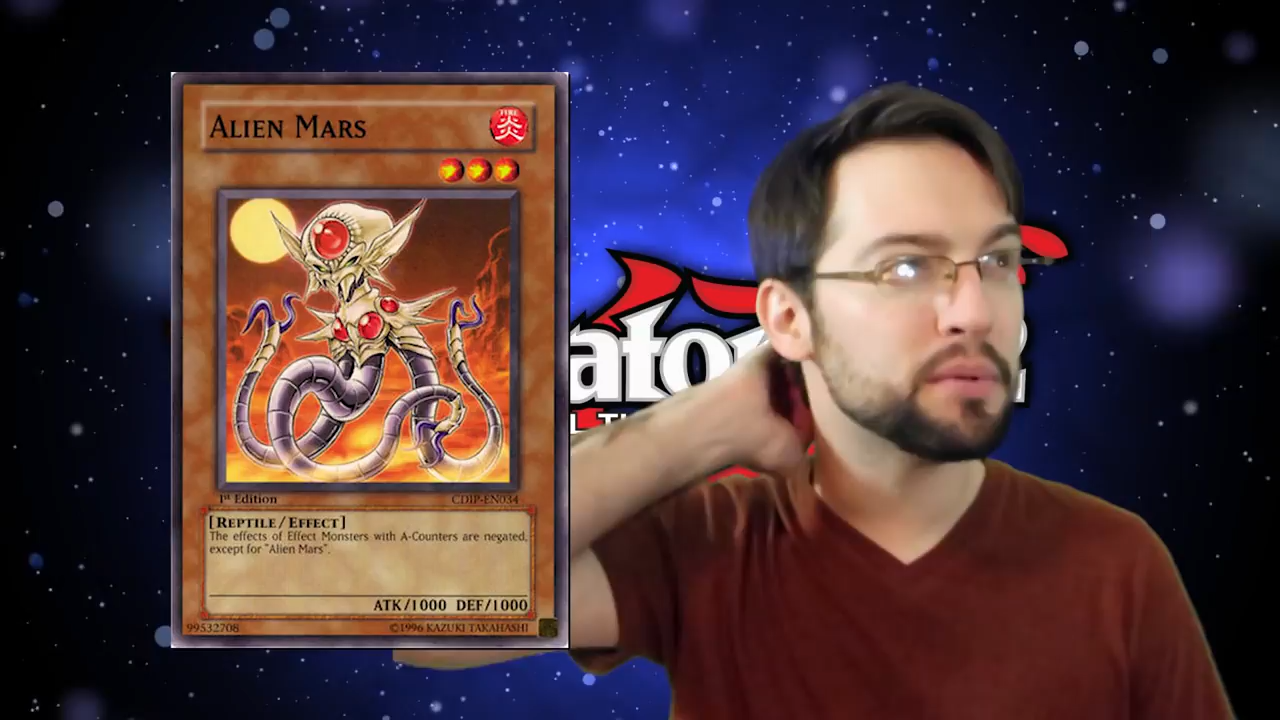 ALIEN MARS
FIRE
炎
1st Edition
CDIP-EN034
[REPTILE/EFFECT]
The effects of Effect Monsters with A-Counters are negated,
except for "Alien Mars".
ATK/1000 DEF/1000
99532708
©1996 KAZUKI TAKAHASHI